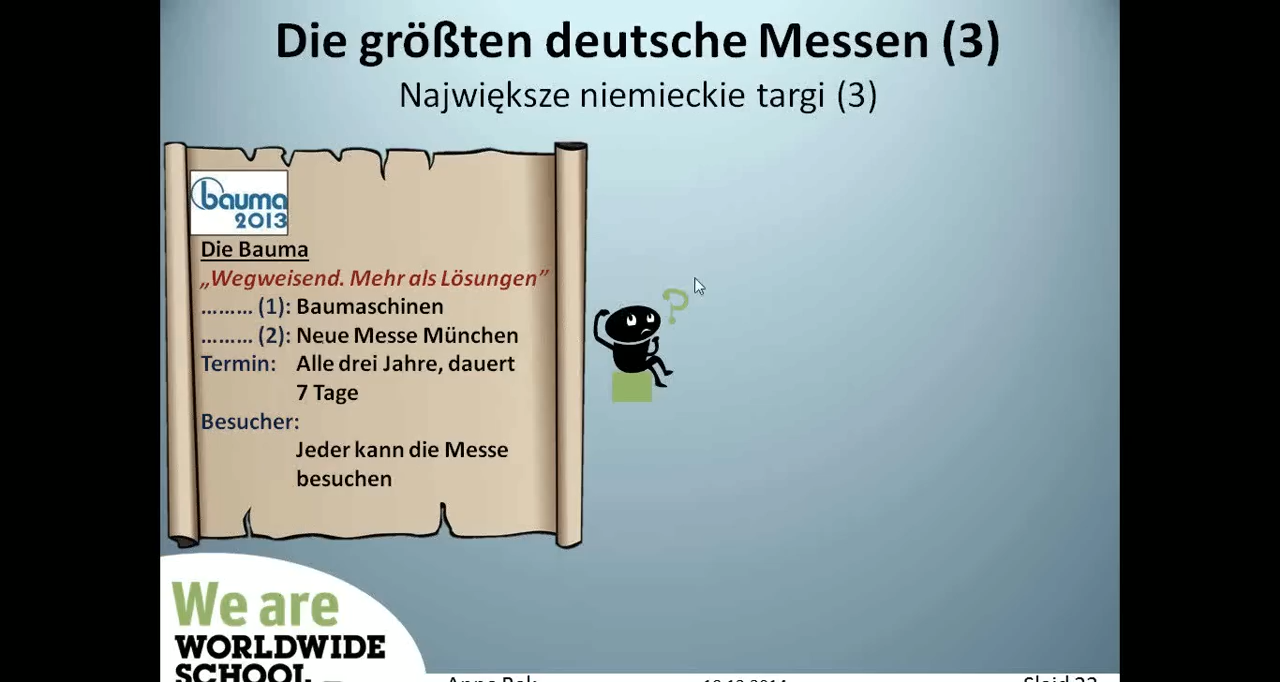 Die größten deutsche Messen (3)
Największe niemieckie targi (3)
bauma
2013
Die Bauma
„Wegweisend. Mehr als Lösungen”
……… (1): Baumaschinen
……… (2): Neue Messe München
Termin: Alle drei Jahre, dauert
7 Tage
Besucher:
Jeder kann die Messe
besuchen
?
We are
WORLDWIDE
SCHOOL